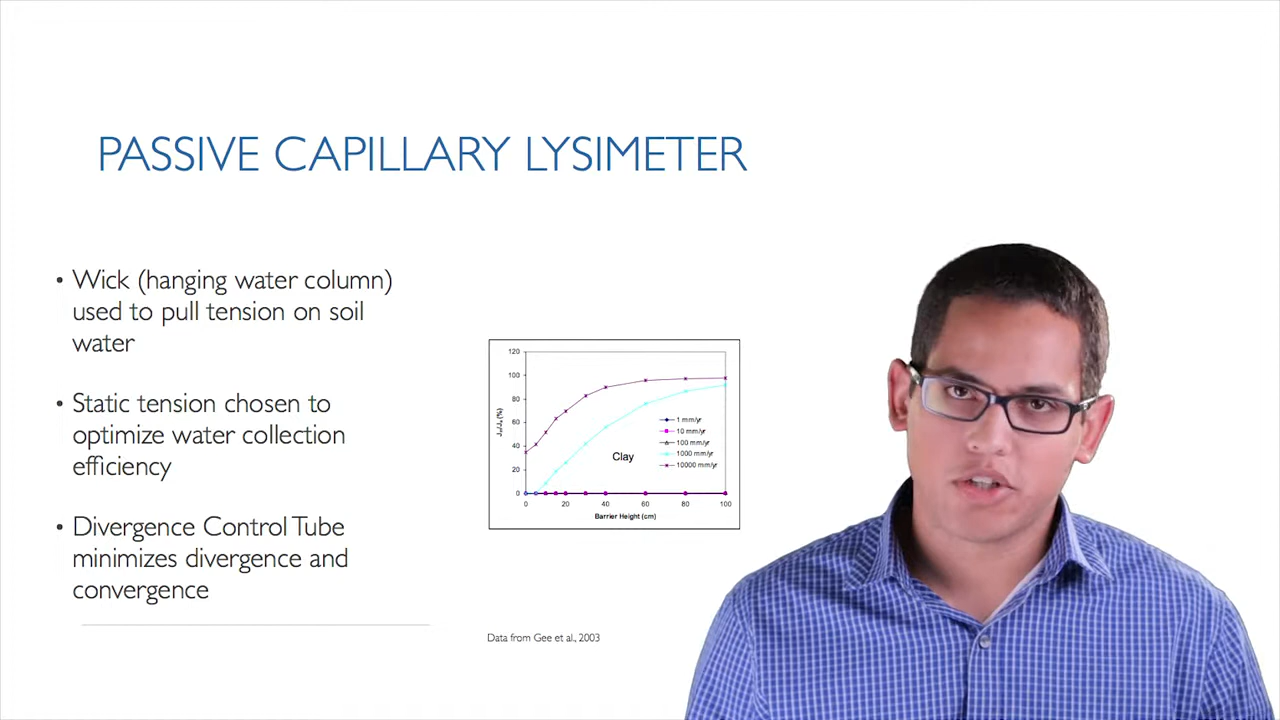 PASSIVE CAPILLARY LYSIMETER
• Wick (hanging water column)
used to pull tension on soil
water
• Static tension chosen to
optimize water collection
efficiency
• Divergence Control Tube
minimizes divergence and
convergence
120
100
80
60
40
20
0
0 20 40 60 80 100
Barrier Height (cm)
Clay
1 mm/yr
10 mm/yr
100 mm/yr
1000 mm/yr
10000 mm/yr
Data from Gee et al., 2003